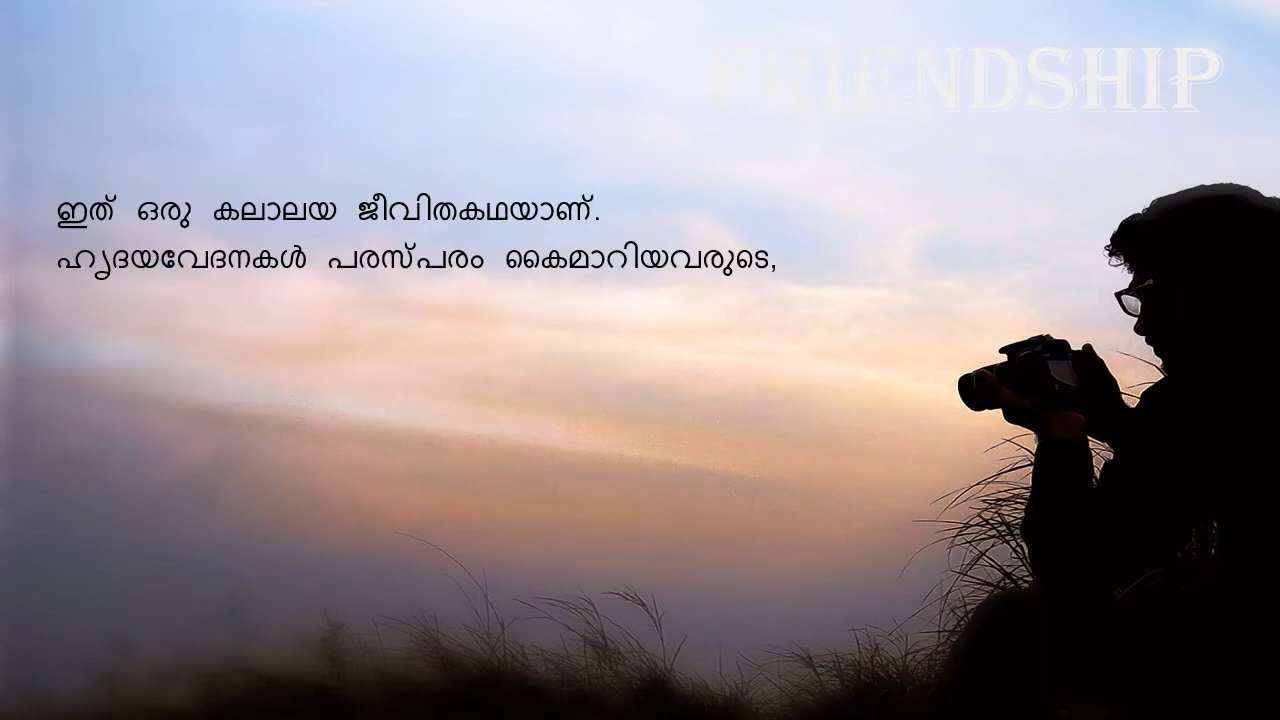 FRIENDSHIP
ഇത് ഒരു കലാലയ ജീവിതകഥയാണ്.
ഹൃദയവേദനകൾ പരസ്പരം കൈമാറിയവരുടെ,